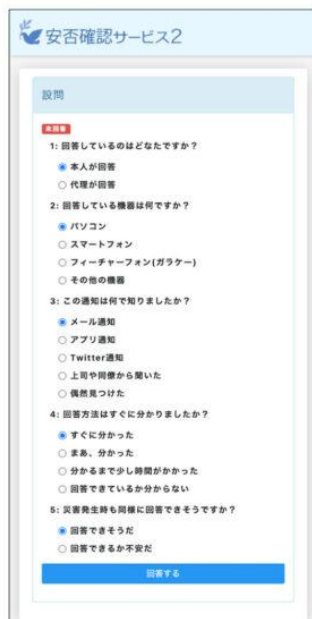 安否確認サービス2
設問
未回答
1: 回答しているのはどなたですか？
本人が回答
代理が回答
2: 回答している機器は何ですか？
パソコン
スマートフォン
フィーチャーフォン(ガラケー)
その他の機器
3: この通知は何で知りましたか？
メール通知
アプリ通知
Twitter通知
上司や同僚から聞いた
偶然見つけた
4: 回答方法はすぐに分かりましたか？
すぐに分かった
まあ、分かった
分かるまで少し時間がかかった
回答できているか分からない
5: 災害発生時も同様に回答できそうですか？
回答できそうだ
回答できるか不安だ
回答する